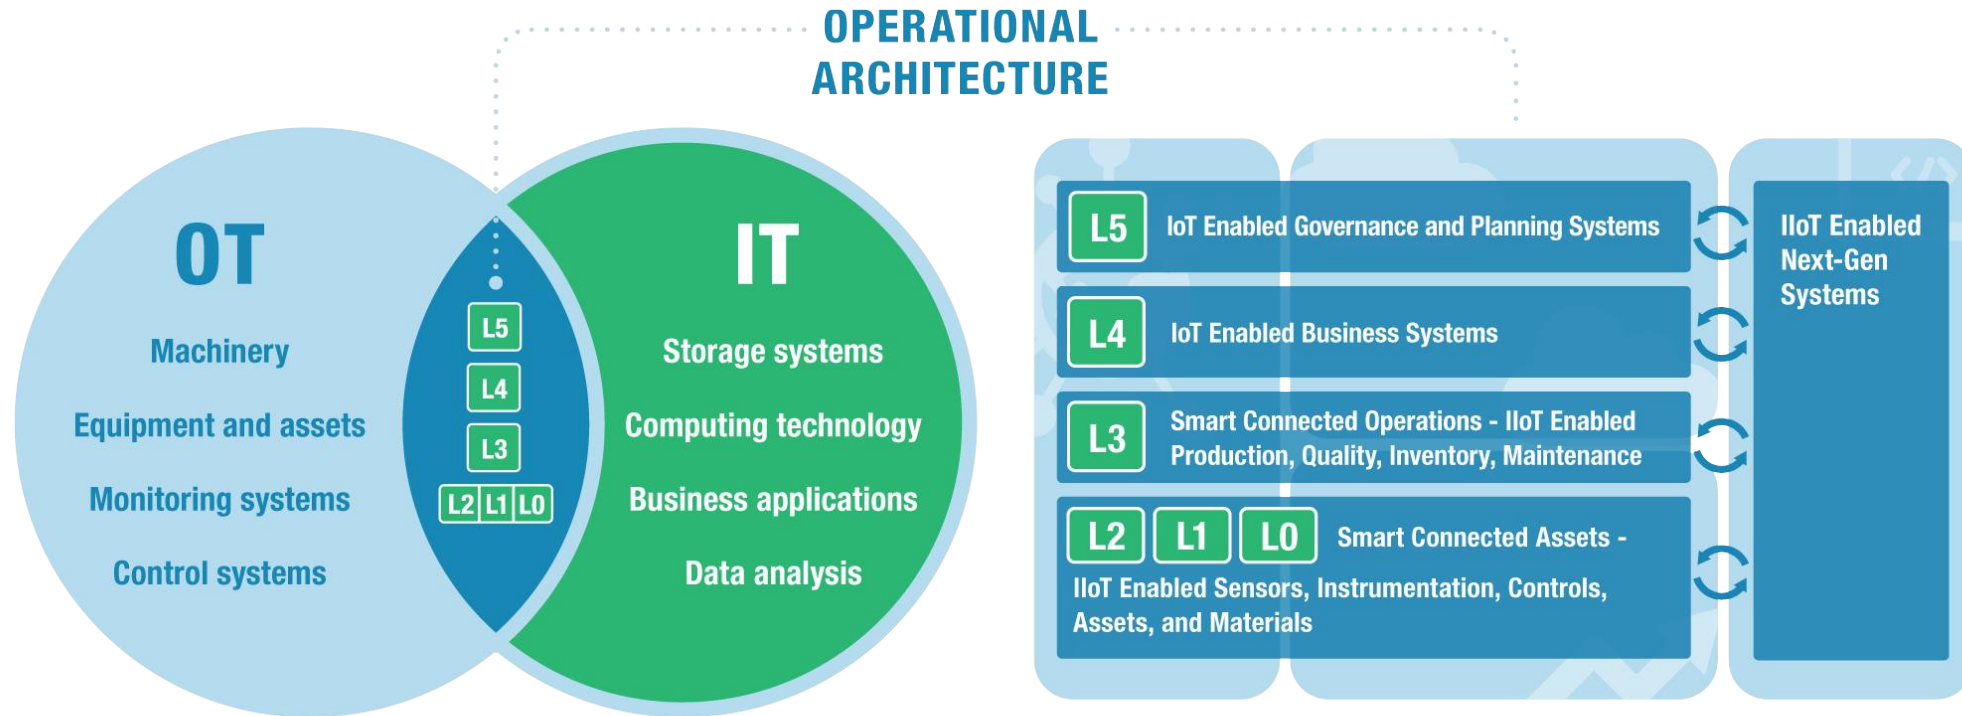 OPERATIONAL
ARCHITECTURE
OT
Machinery
Equipment and assets
Monitoring systems
Control systems
L5
L4
L3
L2 L1 L0
IT
Storage systems
Computing technology
Business applications
Data analysis
L5 IoT Enabled Governance and Planning Systems
L4 IoT Enabled Business Systems
L3 Smart Connected Operations - IIoT Enabled
Production, Quality, Inventory, Maintenance
L2 L1 L0 Smart Connected Assets -
IIoT Enabled Sensors, Instrumentation, Controls,
Assets, and Materials
IIoT Enabled
Next-Gen
Systems